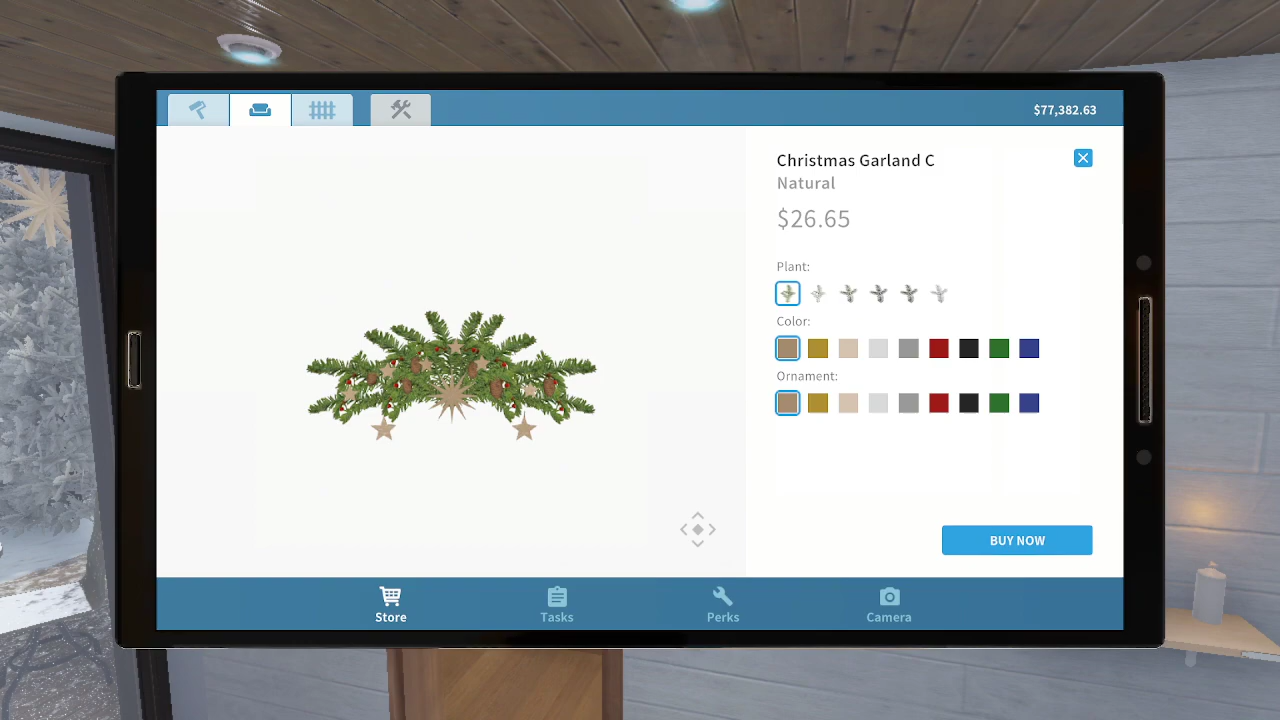 $77,382.63
Christmas Garland C
Natural
$26.65
Plant:
Color:
Ornament:
BUY NOW
Store
Tasks
Perks
Camera